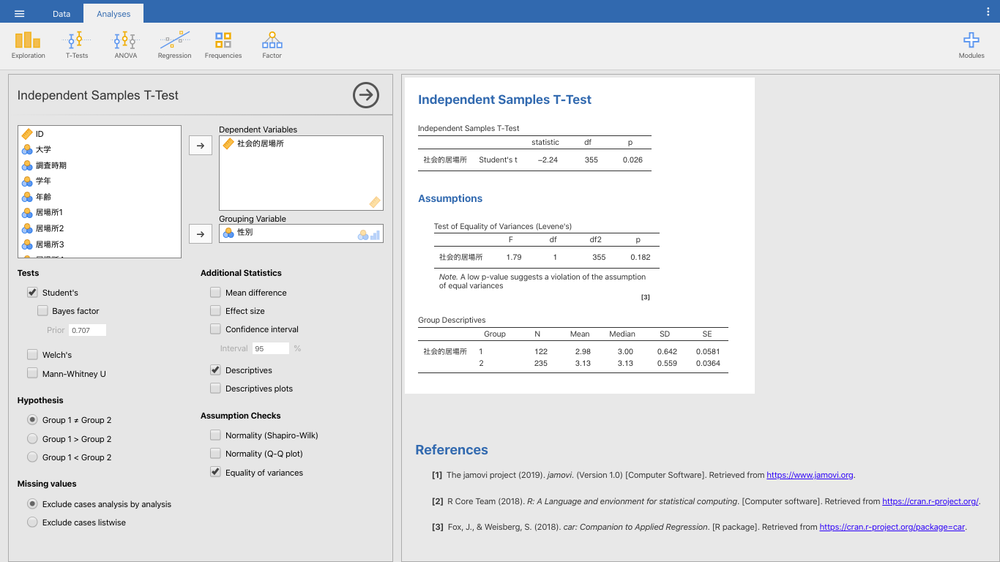 Data Analyses
Exploration T-Tests ANOVA Regression Frequencies Factor Modules
Independent Samples T-Test
ID
大学
調査時期
学年
年齢
居場所1
居場所2
居場所3
Dependent Variables
社会的居場所
Grouping Variable
性別
Tests
Student's
Bayes factor
Prior 0.707
Welch's
Mann-Whitney U
Hypothesis
Group 1 ≠ Group 2
Group 1 > Group 2
Group 1 < Group 2
Missing values
Exclude cases analysis by analysis
Exclude cases listwise
Additional Statistics
Mean difference
Effect size
Confidence interval
Interval 95 %
Descriptives
Descriptives plots
Assumption Checks
Normality (Shapiro-Wilk)
Normality (Q-Q plot)
Equality of variances
Independent Samples T-Test
Independent Samples T-Test
statistic df p
社会的居場所 Student's t −2.24 355 0.026
Assumptions
Test of Equality of Variances (Levene's)
F df df2 p
社会的居場所 1.79 1 355 0.182
Note. A low p-value suggests a violation of the assumption
of equal variances
[3]
Group Descriptives
Group N Mean Median SD SE
社会的居場所 1 122 2.98 3.00 0.642 0.0581
2 235 3.13 3.13 0.559 0.0364
References
[1] The jamovi project (2019). jamovi. (Version 1.0) [Computer Software]. Retrieved from https://www.jamovi.org.
[2] R Core Team (2018). R: A Language and envionment for statistical computing. [Computer software]. Retrieved from https://cran.r-project.org/.
[3] Fox, J., & Weisberg, S. (2018). car: Companion to Applied Regression. [R package]. Retrieved from https://cran.r-project.org/package=car.